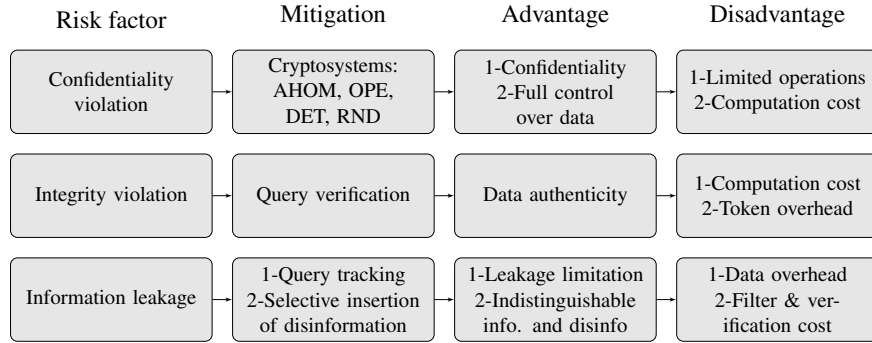 Risk factor
Mitigation
Advantage
Disadvantage
Confidentiality
violation
Cryptosystems:
AHOM, OPE,
DET, RND
1-Confidentiality
2-Full control
over data
1-Limited operations
2-Computation cost
Integrity violation
Query verification
Data authenticity
1-Computation cost
2-Token overhead
Information leakage
1-Query tracking
2-Selective insertion
of disinformation
1-Leakage limitation
2-Indistinguishable
info. and disinfo
1-Data overhead
2-Filter & ver-
ification cost